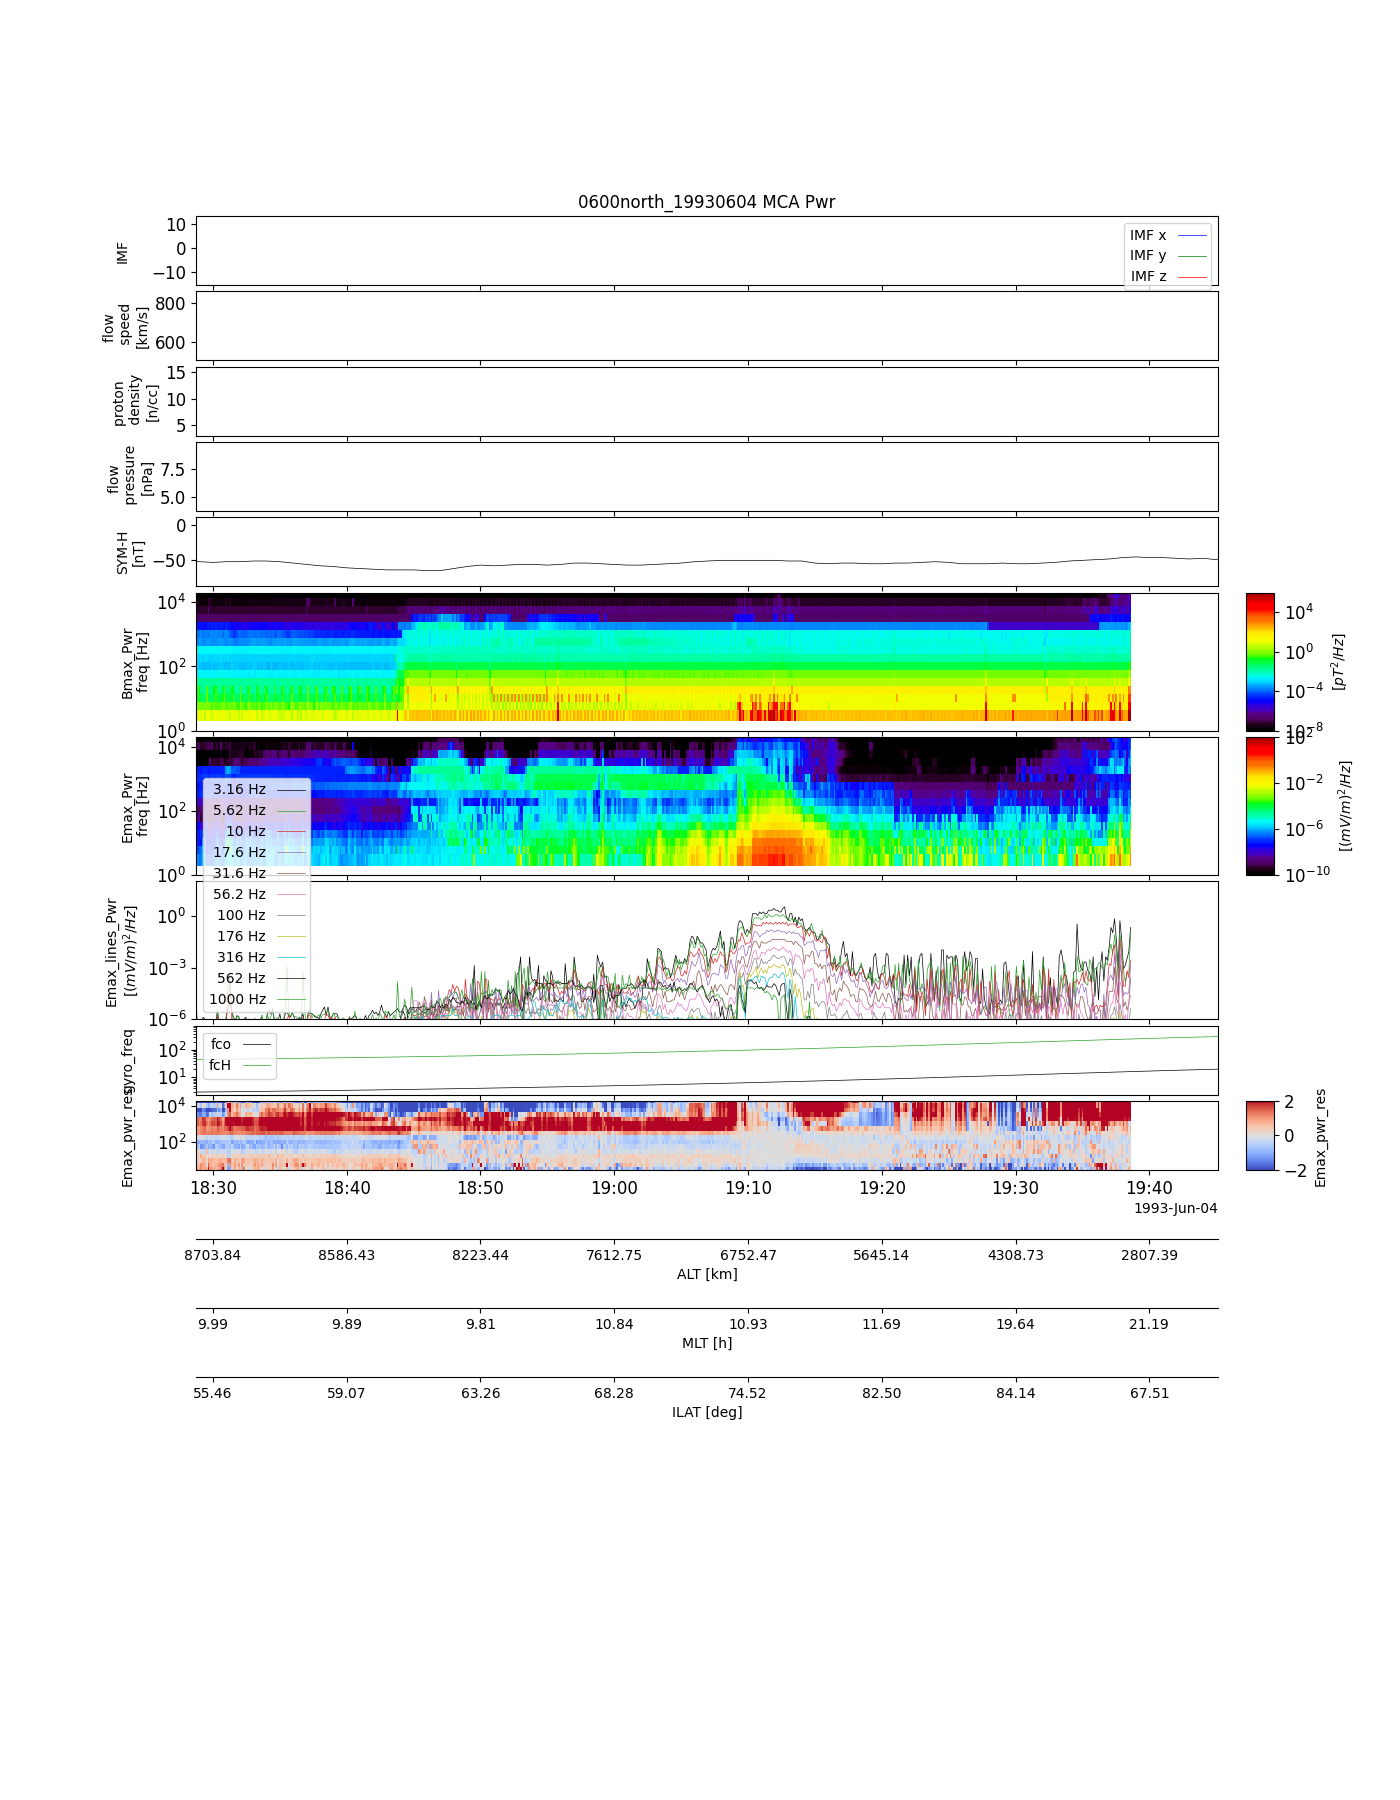 0600north_19930604 MCA Pwr
IMF
10
0
−10
IMF x
IMF y
IMF z
flow
speed
[km/s]
800
600
proton
density
[n/cc]
15
10
5
flow
pressure
[nPa]
7.5
5.0
SYM-H
[nT]
0
−50
Bmax_Pwr
freq [Hz]
10^4
10^2
10^0
10^4
10^0
10^−4
10^−8
[pT^2/Hz]
Emax_Pwr
freq [Hz]
10^4
10^2
10^0
10^2
10^−2
10^−6
10^−10
[(mV/m)^2/Hz]
3.16 Hz
5.62 Hz
10 Hz
17.6 Hz
31.6 Hz
56.2 Hz
100 Hz
176 Hz
316 Hz
562 Hz
1000 Hz
Emax_lines_Pwr
[(mV/m)^2/Hz]
10^0
10^−3
10^−6
gyro_freq
10^2
10^1
fco
fcH
Emax_pwr_res
10^4
10^2
2
0
−2
Emax_pwr_res
18:30 18:40 18:50 19:00 19:10 19:20 19:30 19:40
1993-Jun-04
8703.84 8586.43 8223.44 7612.75 6752.47 5645.14 4308.73 2807.39
ALT [km]
9.99 9.89 9.81 10.84 10.93 11.69 19.64 21.19
MLT [h]
55.46 59.07 63.26 68.28 74.52 82.50 84.14 67.51
ILAT [deg]